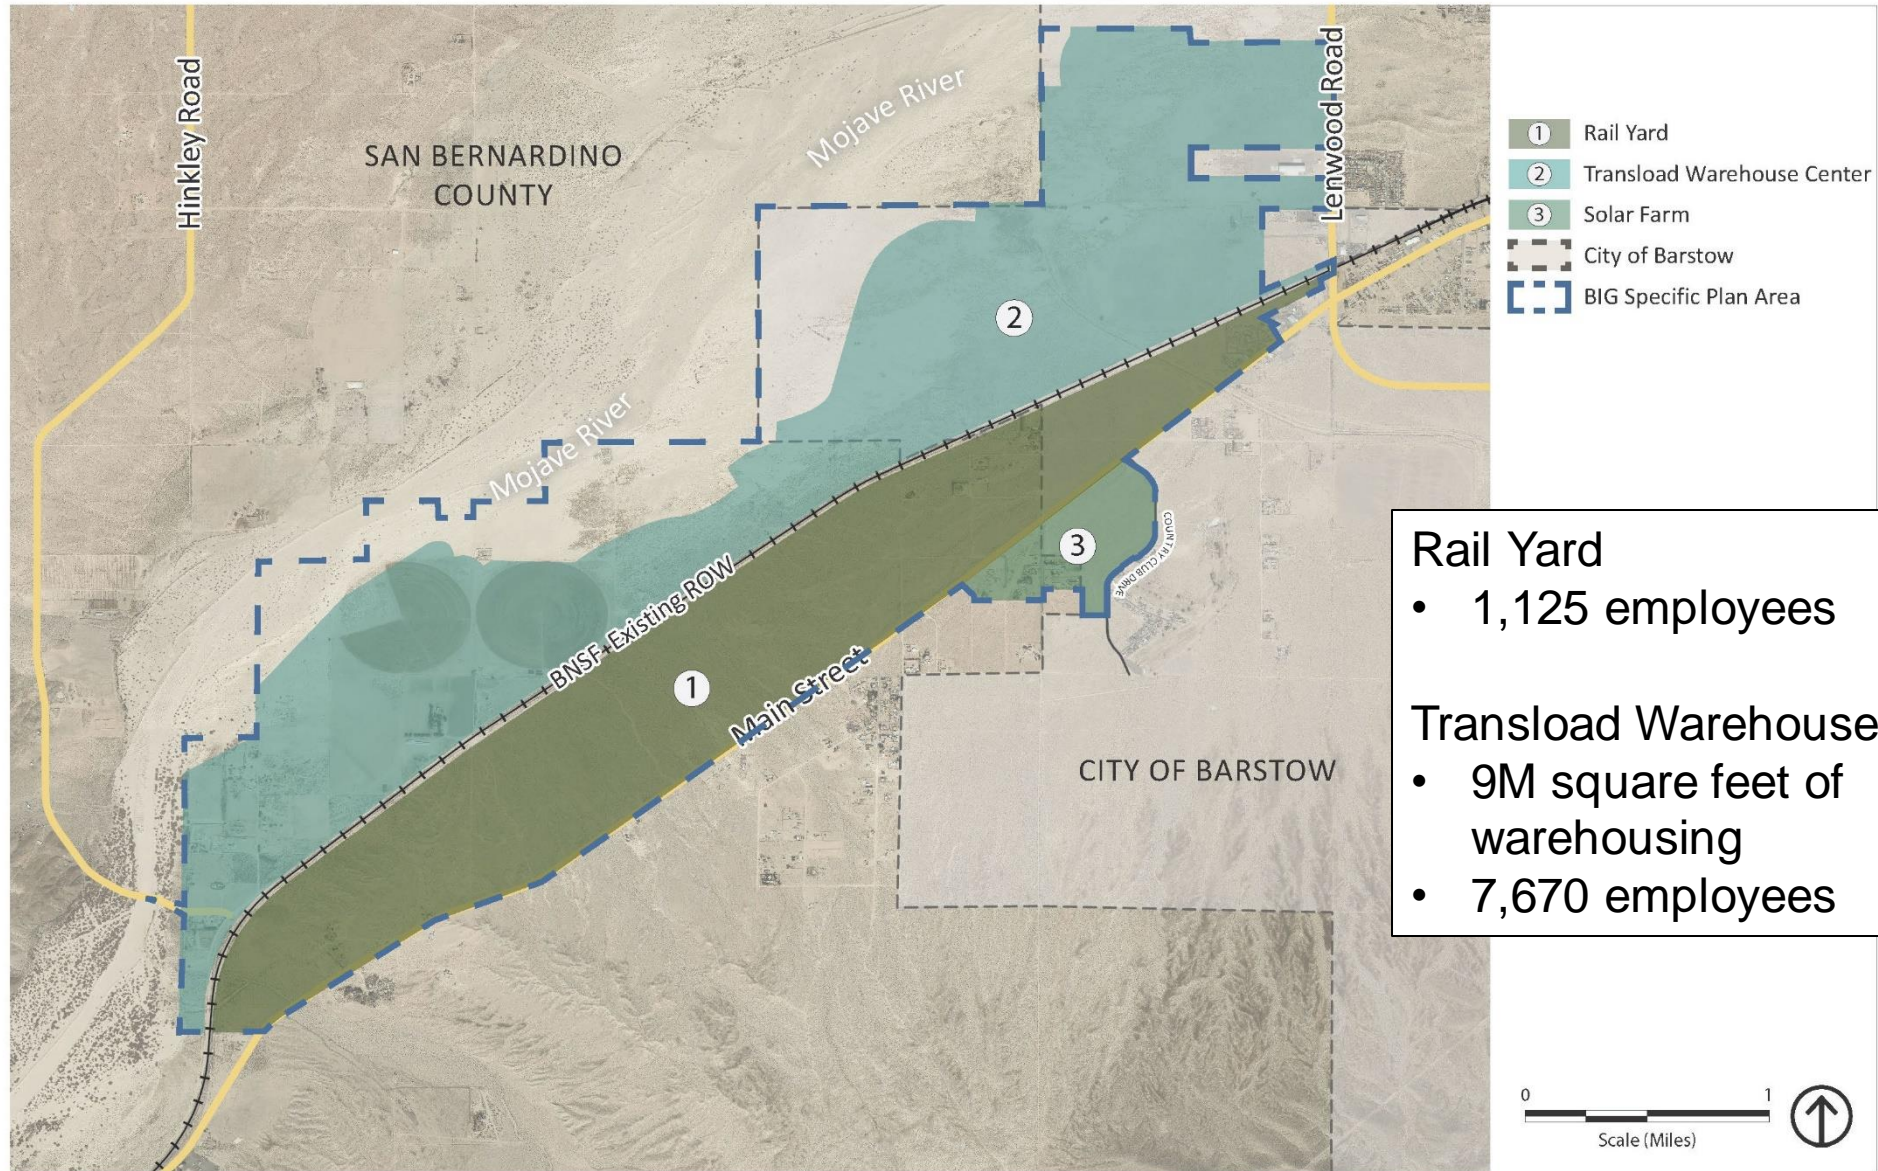 Hinkley Road
SAN BERNARDINO
COUNTY
Mojave River
Lenwood Road
Mojave River
2
BNSF Existing ROW
1
Main Street
3
COUNTRY CLUB DRIVE
CITY OF BARSTOW
1 Rail Yard
2 Transload Warehouse Center
3 Solar Farm
City of Barstow
BIG Specific Plan Area
Rail Yard
• 1,125 employees
Transload Warehouse
• 9M square feet of
warehousing
• 7,670 employees
0 1
Scale (Miles)